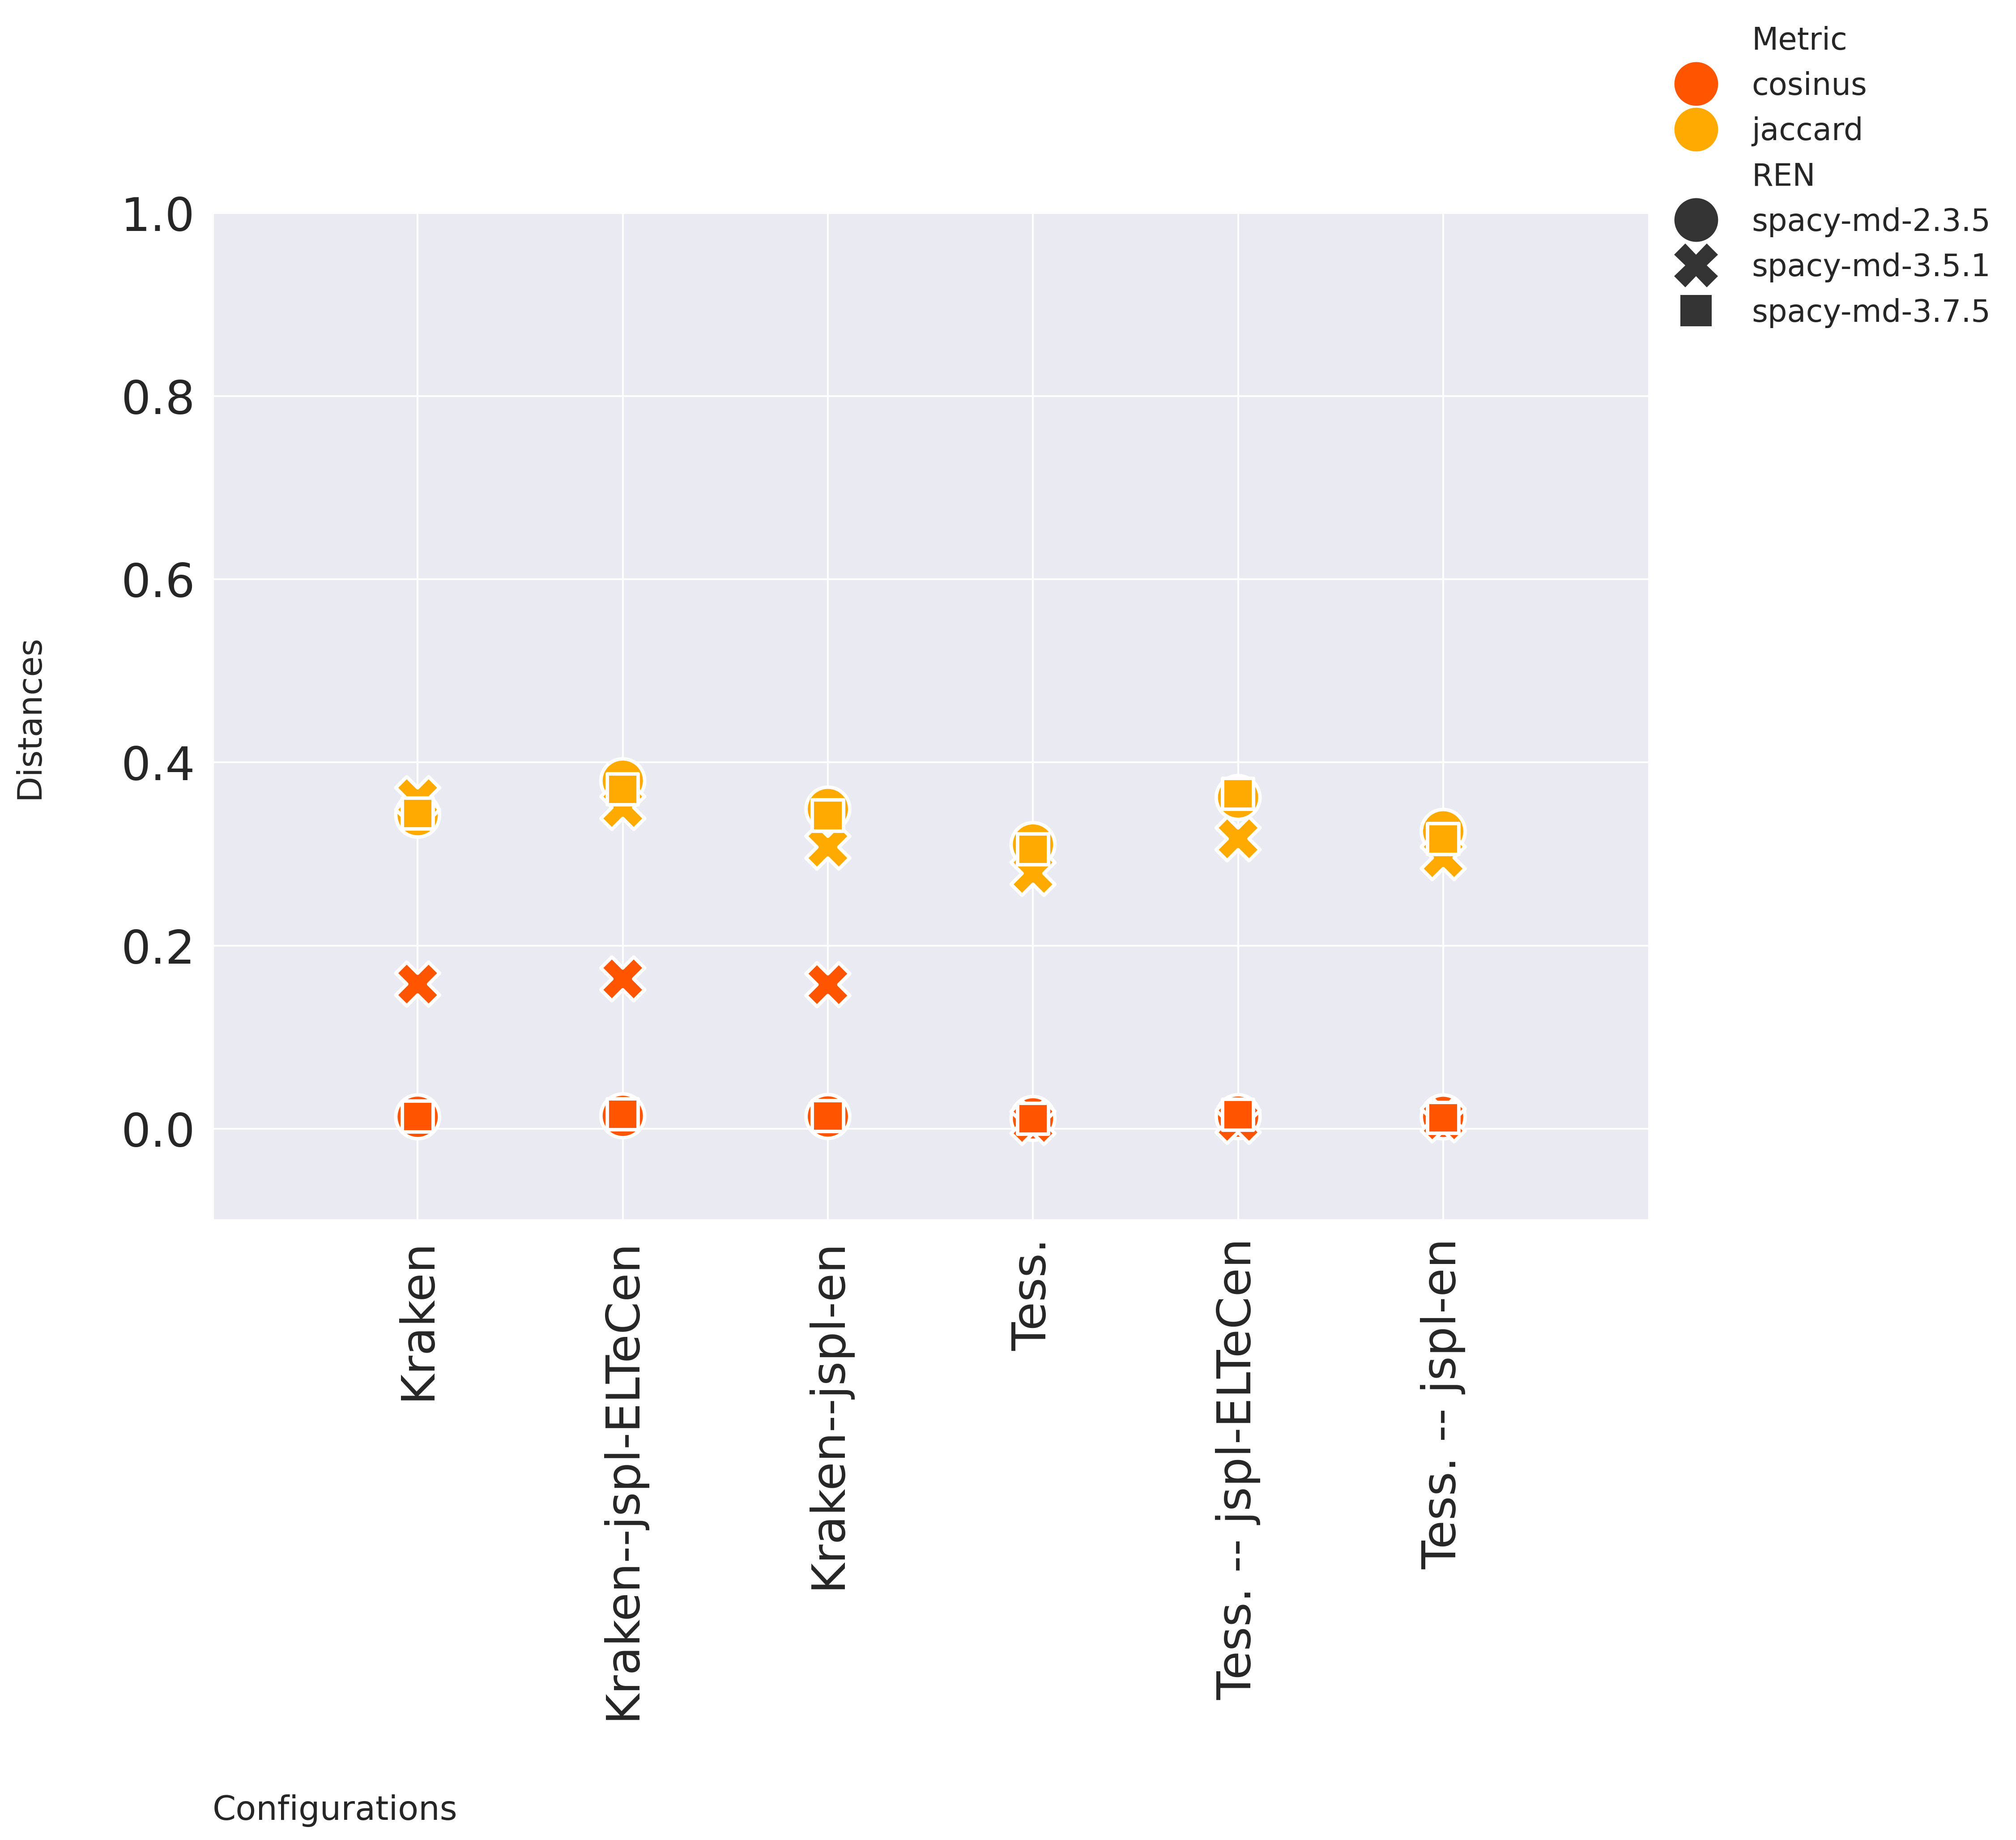 Metric
cosinus
jaccard
REN
spacy-md-2.3.5
spacy-md-3.5.1
spacy-md-3.7.5
1.0
0.8
0.6
0.4
0.2
0.0
Distances
Kraken
Kraken--jspl-ELTeCen
Kraken--jspl-en
Tess.
Tess. -- jspl-ELTeCen
Tess. -- jspl-en
Configurations